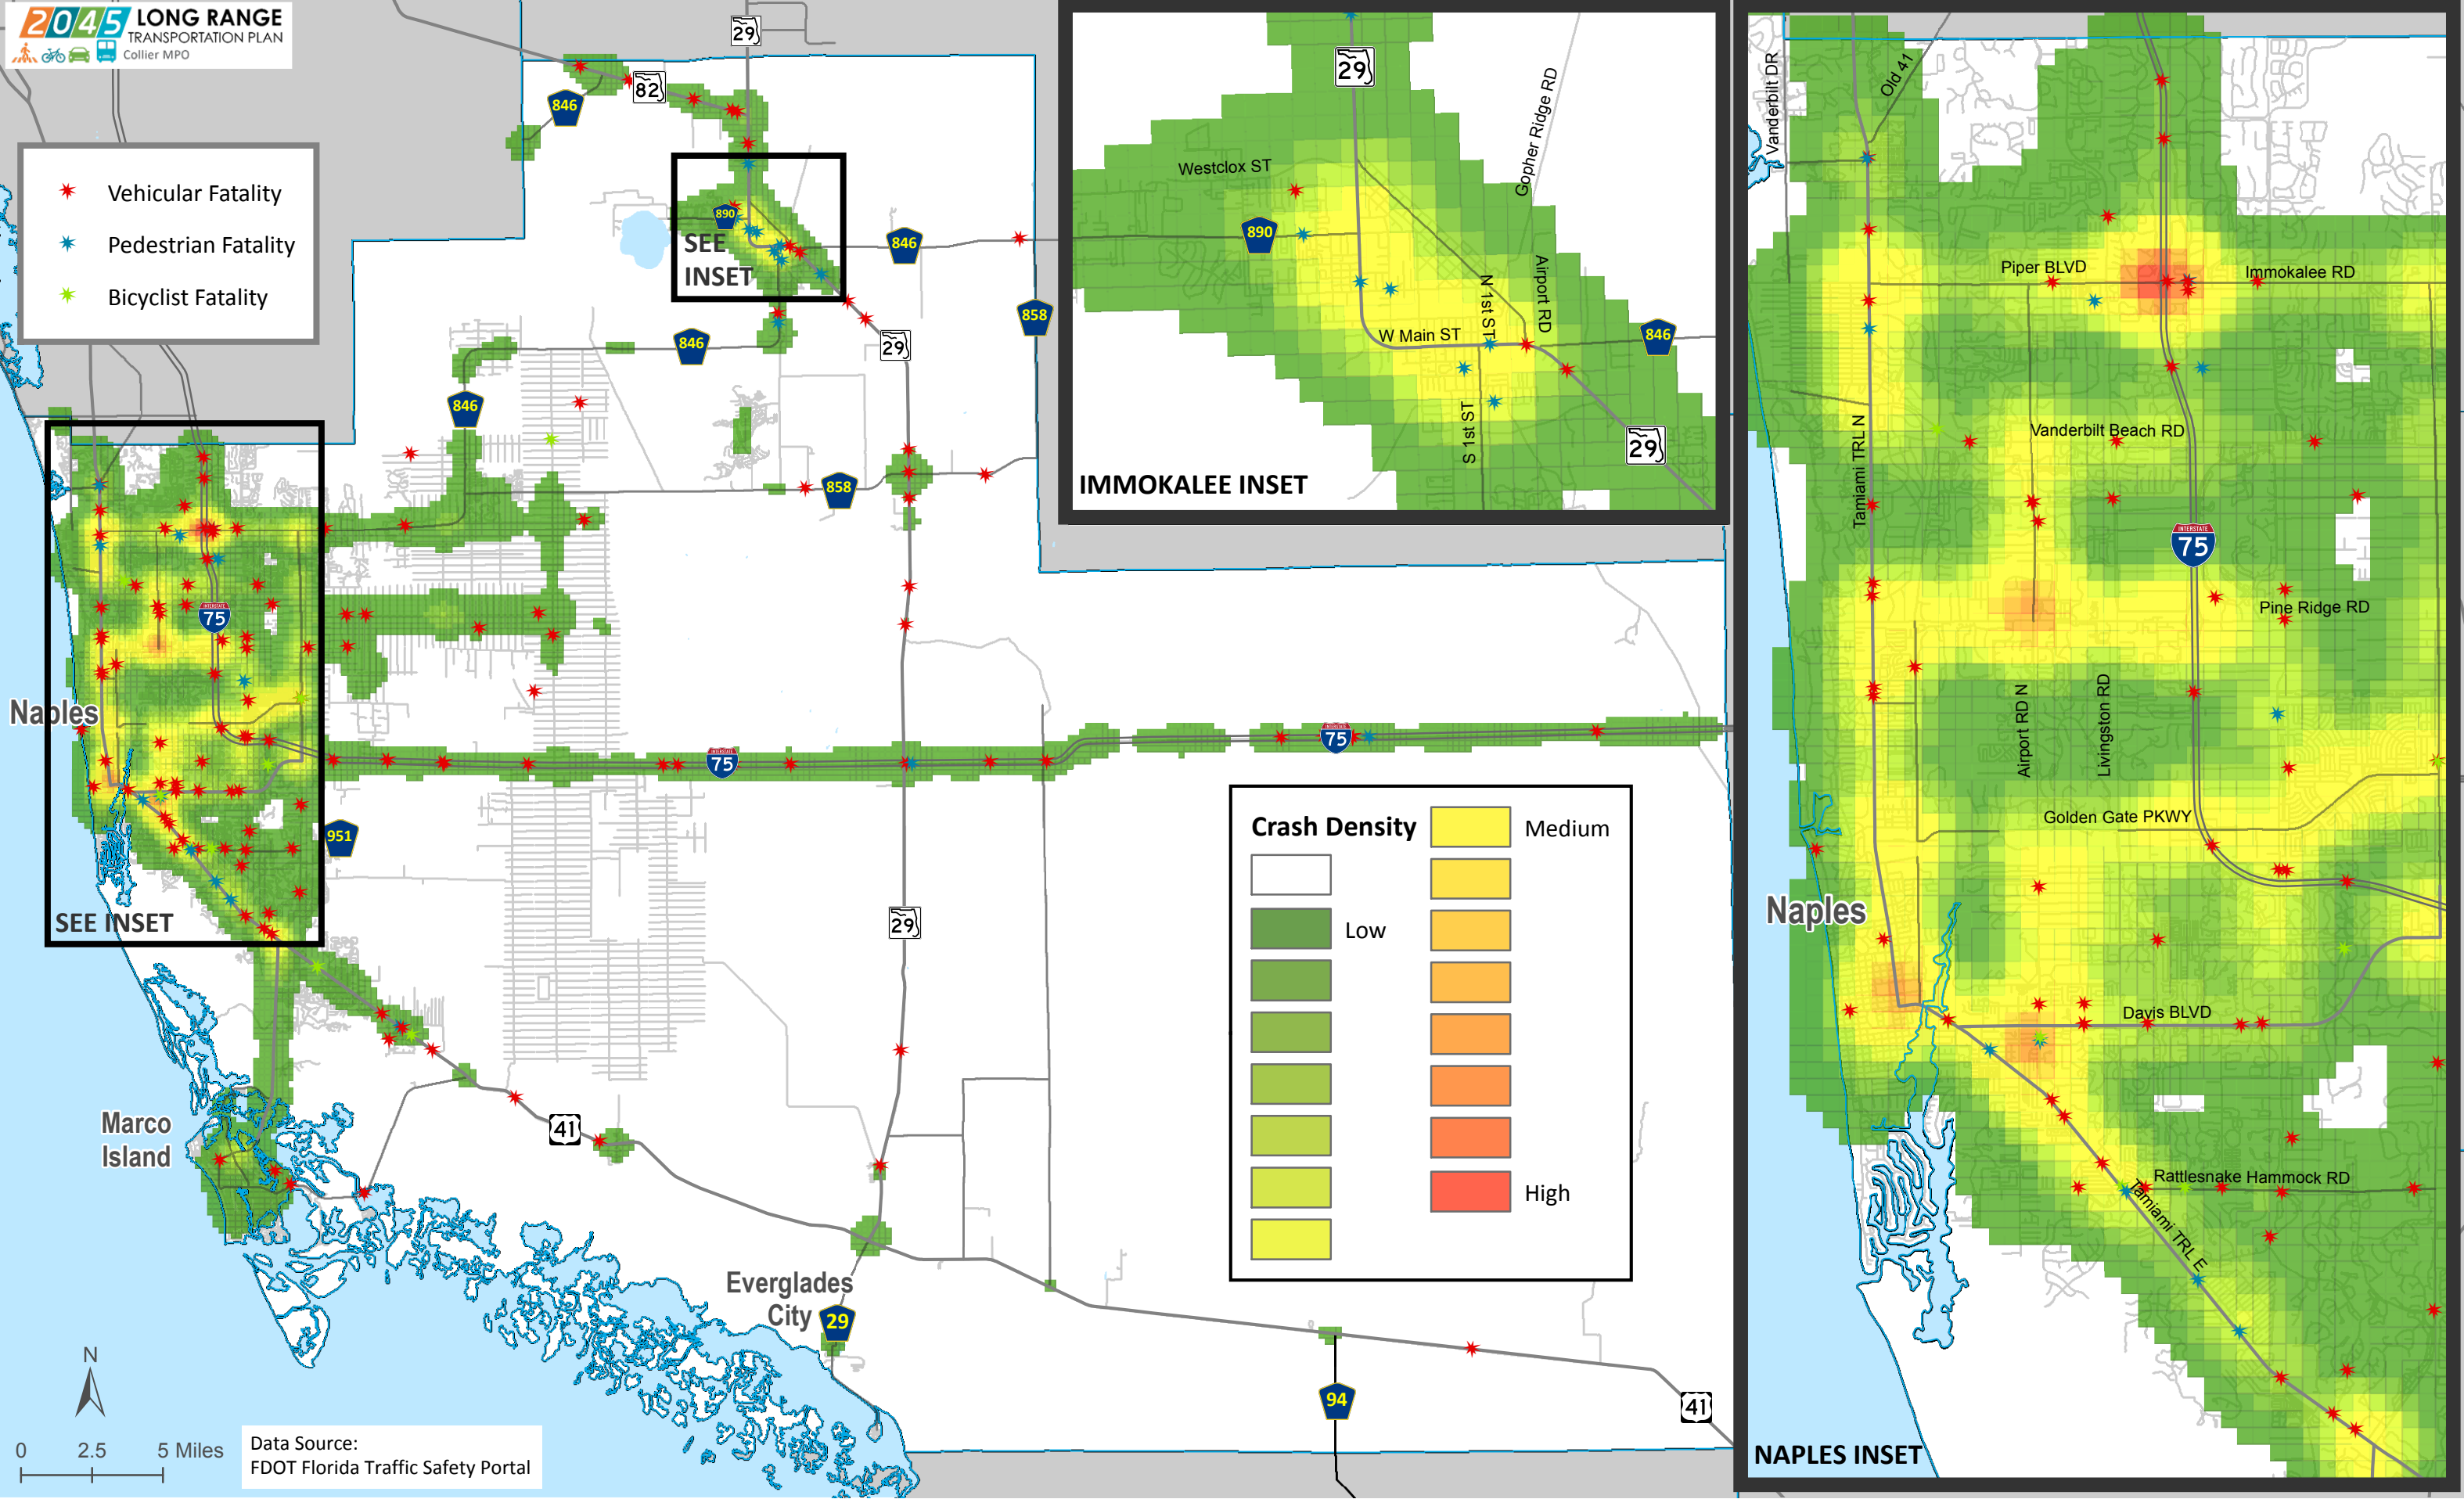 2045 LONG RANGE
TRANSPORTATION PLAN
Collier MPO
Vehicular Fatality
Pedestrian Fatality
Bicyclist Fatality
29
82
846
890
SEE
INSET
846
858
846
29
846
858
75
Naples
75
75
951
SEE INSET
29
Marco
Island
41
Everglades
City
29
94
41
N
0 2.5 5 Miles
Data Source:
FDOT Florida Traffic Safety Portal
Crash Density
Low
Medium
High
29
Gopher Ridge RD
Westclox ST
890
N 1st ST
Airport RD
W Main ST
846
S 1st ST
29
IMMOKALEE INSET
Vanderbilt DR
Old 41
Piper BLVD
Immokalee RD
Tamiami TRL N
Vanderbilt Beach RD
75
Pine Ridge RD
Airport RD N
Livingston RD
Golden Gate PKWY
Naples
Davis BLVD
Rattlesnake Hammock RD
Tamiami TRL E
NAPLES INSET